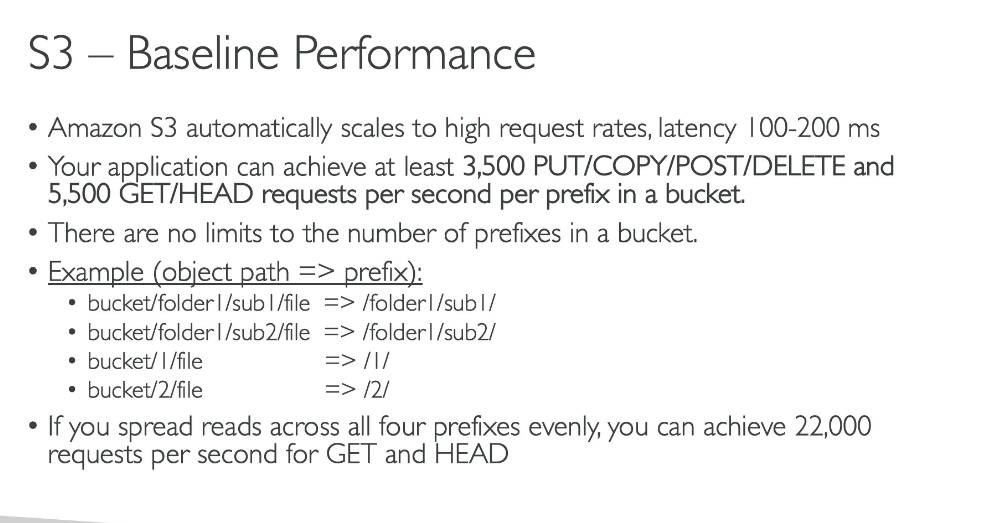 S3 – Baseline Performance
• Amazon S3 automatically scales to high request rates, latency 100-200 ms
• Your application can achieve at least 3,500 PUT/COPY/POST/DELETE and
5,500 GET/HEAD requests per second per prefix in a bucket.
• There are no limits to the number of prefixes in a bucket.
• Example (object path => prefix):
• bucket/folder1/sub1/file => /folder1/sub1/
• bucket/folder1/sub2/file => /folder1/sub2/
• bucket/1/file => /1/
• bucket/2/file => /2/
• If you spread reads across all four prefixes evenly, you can achieve 22,000
requests per second for GET and HEAD